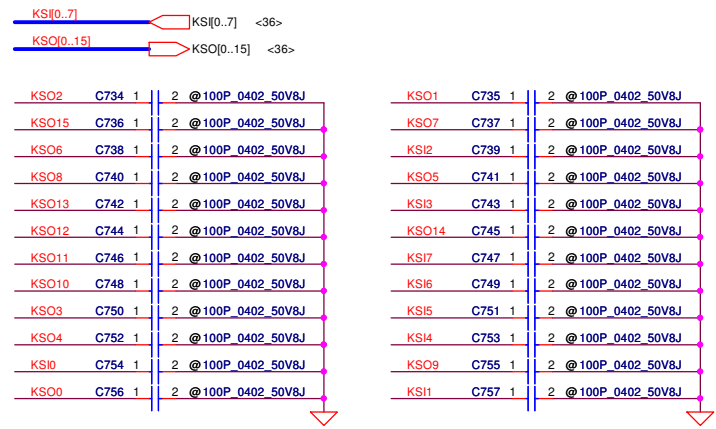 KSI[0..7] KSI[0..7] <36>
KSO[0..15] KSO[0..15] <36>
KSO2 C734 1 2 @100P_0402_50V8J KSO1 C735 1 2 @100P_0402_50V8J
KSO15 C736 1 2 @100P_0402_50V8J KSO7 C737 1 2 @100P_0402_50V8J
KSO6 C738 1 2 @100P_0402_50V8J KSI2 C739 1 2 @100P_0402_50V8J
KSO8 C740 1 2 @100P_0402_50V8J KSO5 C741 1 2 @100P_0402_50V8J
KSO13 C742 1 2 @100P_0402_50V8J KSI3 C743 1 2 @100P_0402_50V8J
KSO12 C744 1 2 @100P_0402_50V8J KSO14 C745 1 2 @100P_0402_50V8J
KSO11 C746 1 2 @100P_0402_50V8J KSI7 C747 1 2 @100P_0402_50V8J
KSO10 C748 1 2 @100P_0402_50V8J KSI6 C749 1 2 @100P_0402_50V8J
KSO3 C750 1 2 @100P_0402_50V8J KSI5 C751 1 2 @100P_0402_50V8J
KSO4 C752 1 2 @100P_0402_50V8J KSI4 C753 1 2 @100P_0402_50V8J
KSI0 C754 1 2 @100P_0402_50V8J KSO9 C755 1 2 @100P_0402_50V8J
KSO0 C756 1 2 @100P_0402_50V8J KSI1 C757 1 2 @100P_0402_50V8J